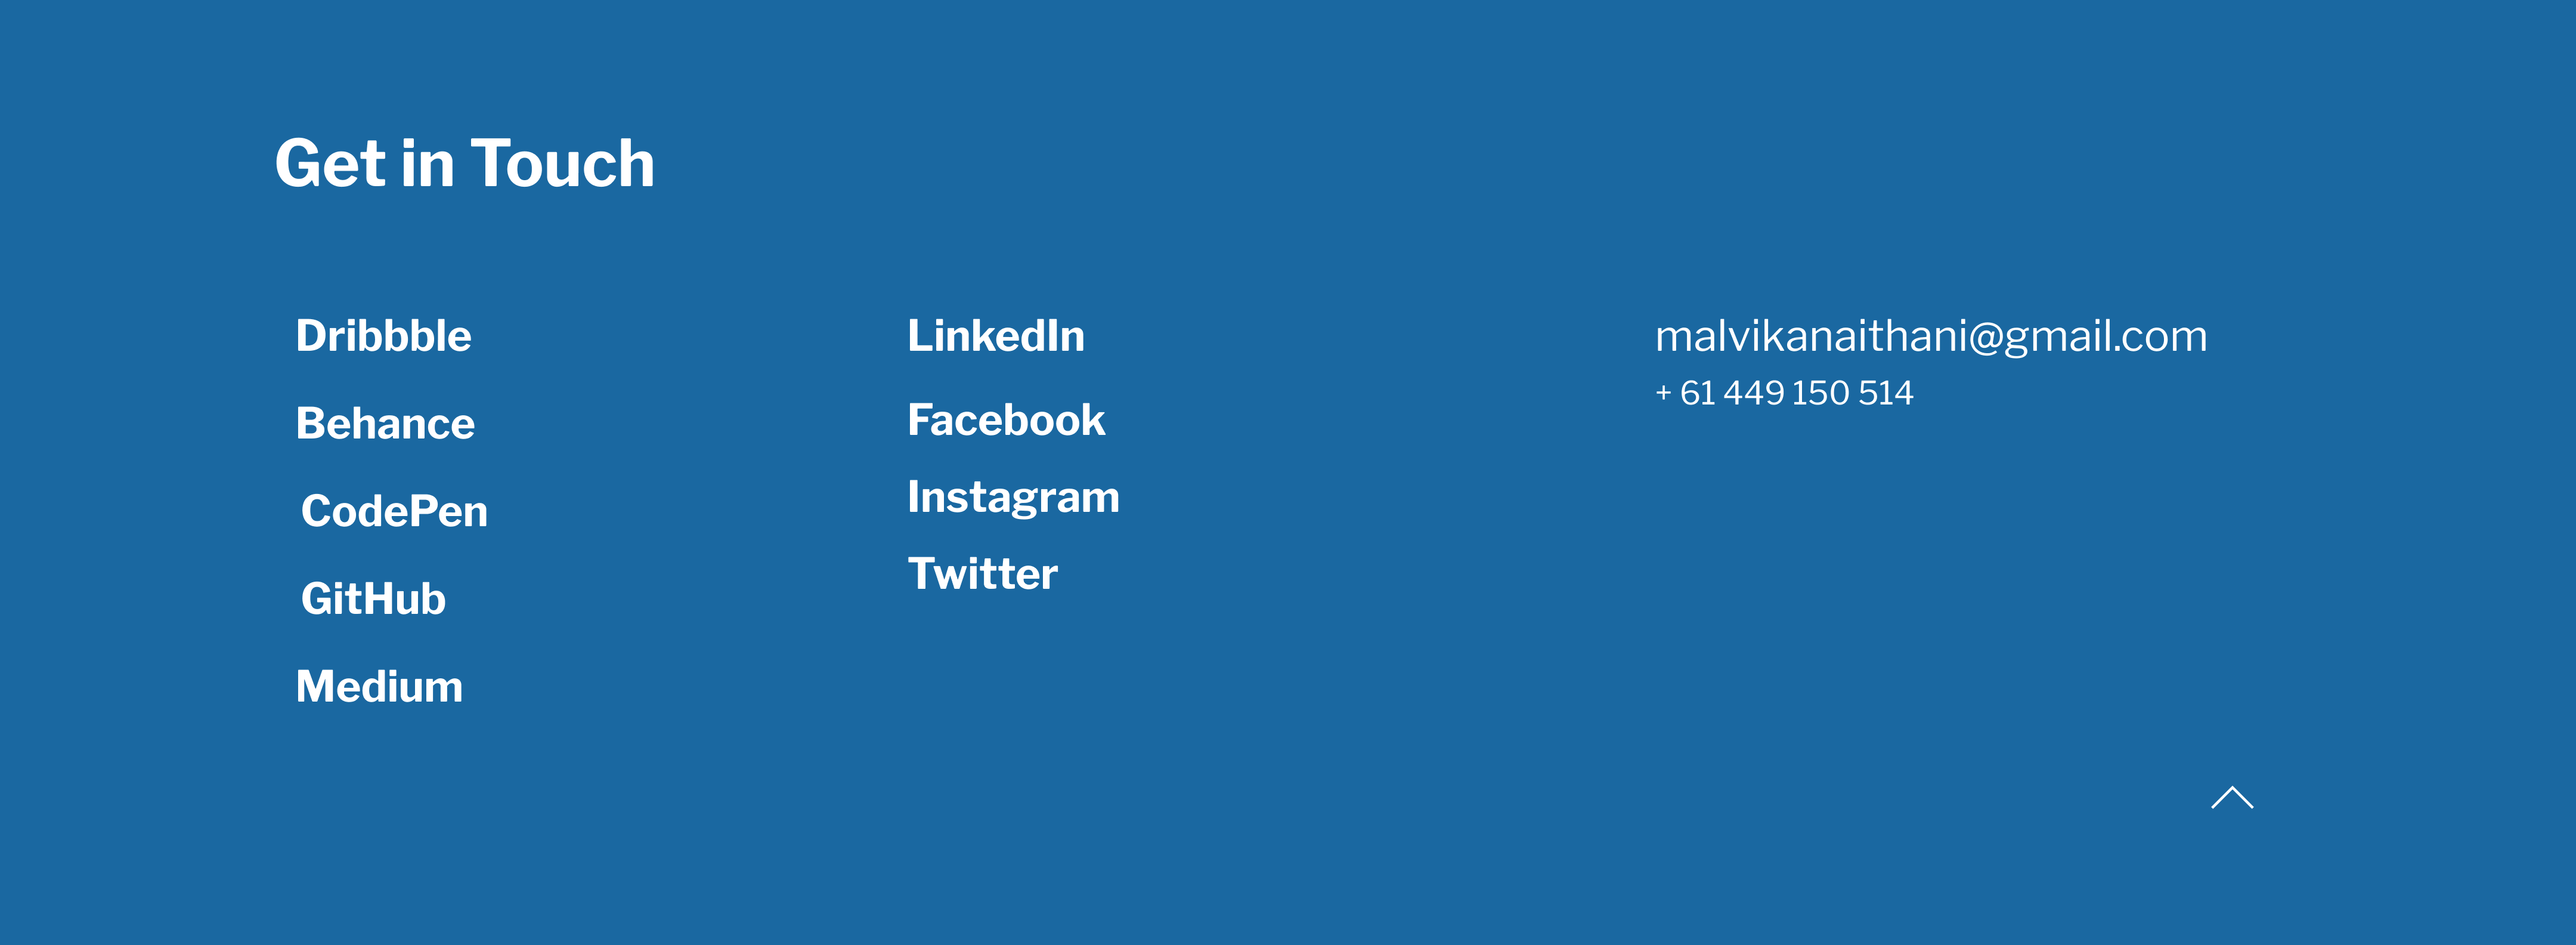 Get in Touch
Dribbble
Behance
CodePen
GitHub
Medium
LinkedIn
Facebook
Instagram
Twitter
malvikanaithani@gmail.com
+ 61 449 150 514